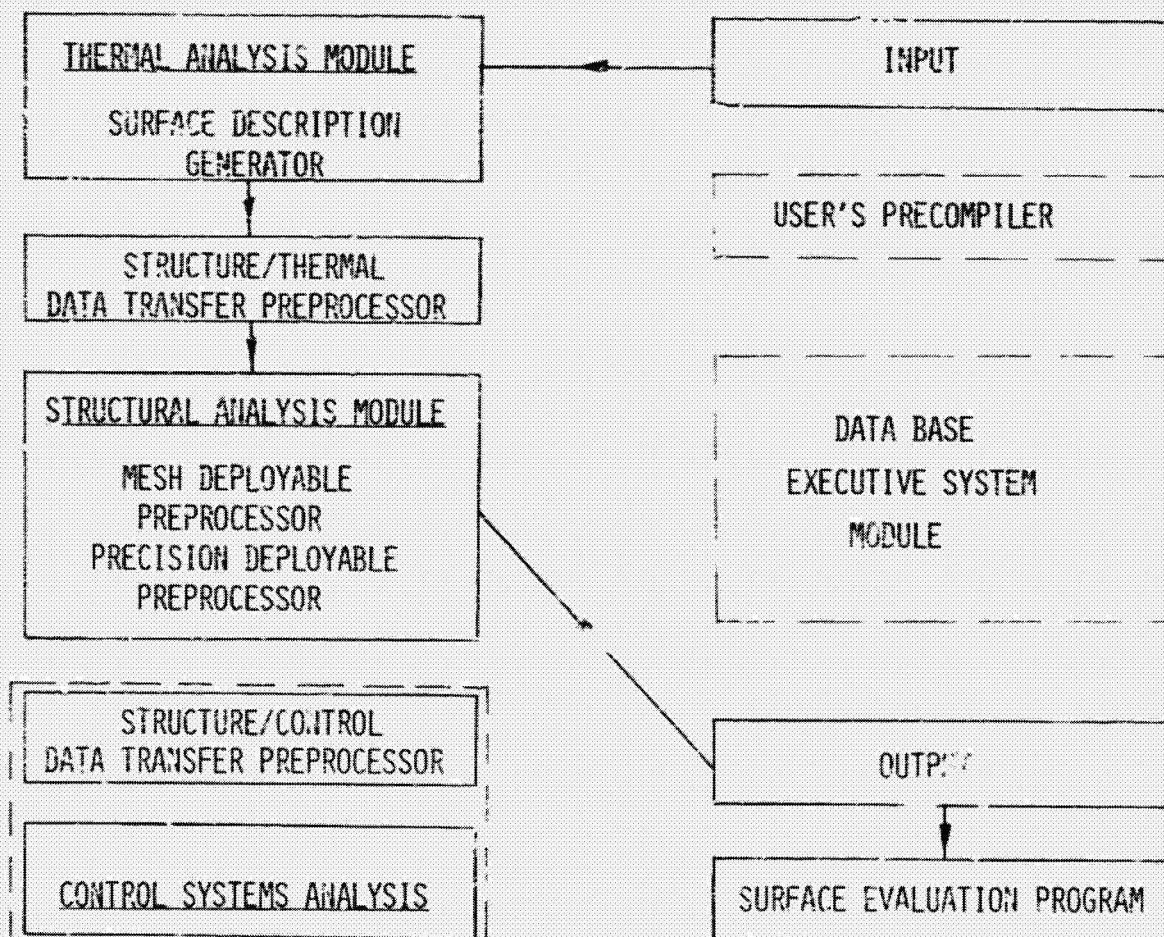 THERMAL ANALYSIS MODULE
SURFACE DESCRIPTION
GENERATOR
STRUCTURE/THERMAL
DATA TRANSFER PREPROCESSOR
STRUCTURAL ANALYSIS MODULE
MESH DEPLOYABLE
PREPROCESSOR
PRECISION DEPLOYABLE
PREPROCESSOR
STRUCTURE/CONTROL
DATA TRANSFER PREPROCESSOR
CONTROL SYSTEMS ANALYSIS
INPUT
USER'S PRECOMPILER
DATA BASE
EXECUTIVE SYSTEM
MODULE
OUTPUT
SURFACE EVALUATION PROGRAM